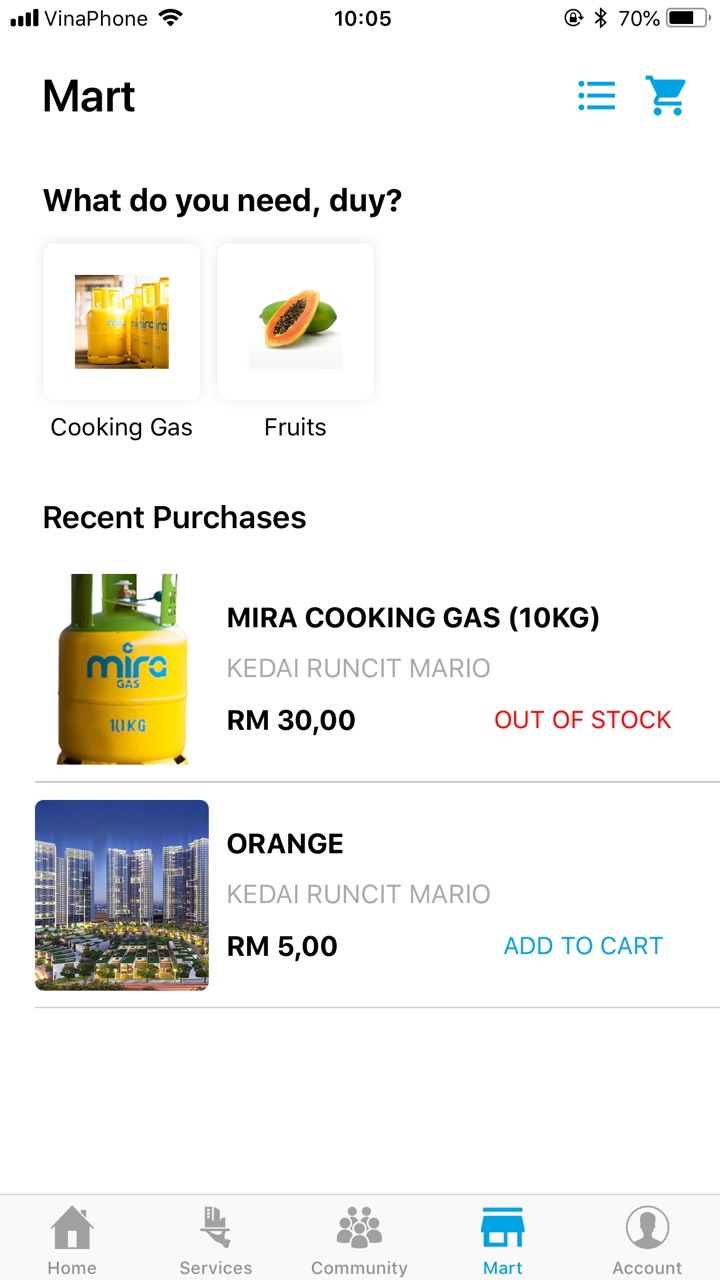 VinaPhone 10:05 70%
Mart
What do you need, duy?
mira
mira
Cooking Gas Fruits
Recent Purchases
mira
GAS
10KG
MIRA COOKING GAS (10KG)
KEDAI RUNCIT MARIO
RM 30,00 OUT OF STOCK
ORANGE
KEDAI RUNCIT MARIO
RM 5,00 ADD TO CART
Home Services Community Mart Account